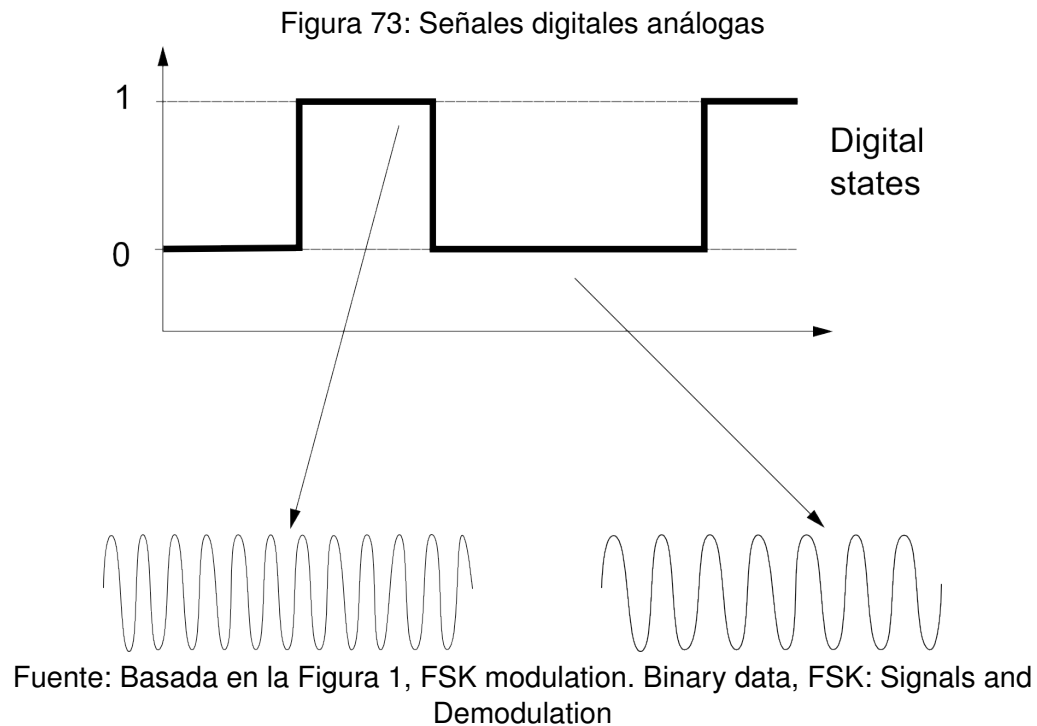 Figura 73: Señales digitales análogas
1
Digital
states
0
Fuente: Basada en la Figura 1, FSK modulation. Binary data, FSK: Signals and
Demodulation